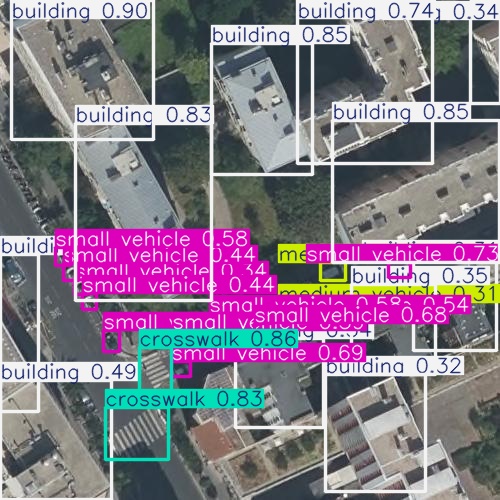 building 0.90
building 0.74
0.34
building 0.85
building 0.83
building 0.85
small vehicle 0.58
small vehicle 0.44
me
small vehicle 0.73
0.34
building 0.35
small vehicle 0.44
medium vehicle 0.31
0.54
small vehicle 0.68
crosswalk 0.86
small vehicle 0.69
building 0.49
building 0.32
crosswalk 0.83